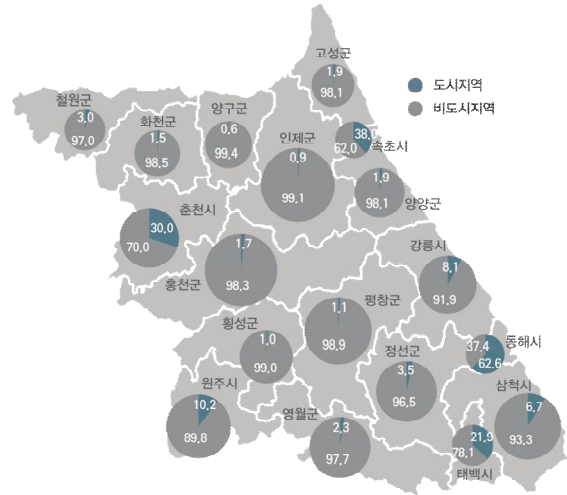 고성군
1.9
98.1
도시지역
비도시지역
철원군
3.0
97.0
화천군
1.5
98.5
양구군
0.6
99.4
인제군
0.9
99.1
38.0
62.0
속초시
1.9
98.1
양양군
춘천시
30.0
70.0
홍천군
1.7
98.3
강릉시
8.1
91.9
평창군
1.1
98.9
횡성군
1.0
99.0
정선군
3.5
96.5
동해시
37.4
62.6
원주시
10.2
89.8
영월군
2.3
97.7
삼척시
6.7
93.3
21.9
78.1
태백시